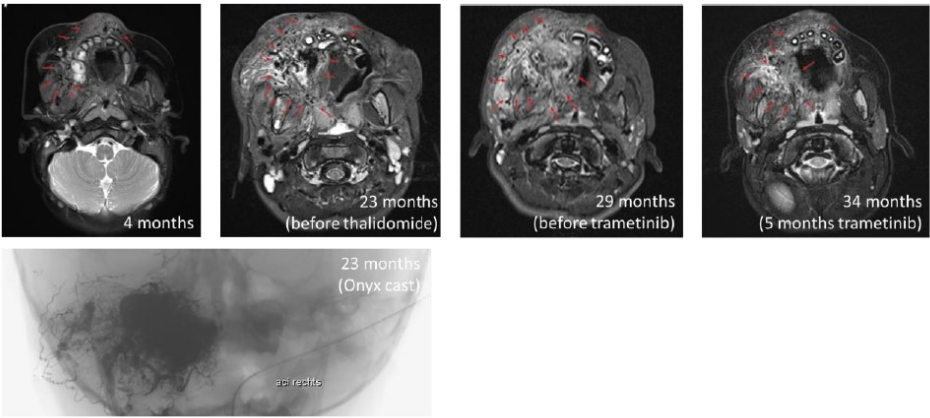 4 months
23 months
(before thalidomide)
29 months
(before trametinib)
34 months
(5 months trametinib)
23 months
(Onyx cast)
aci rechts